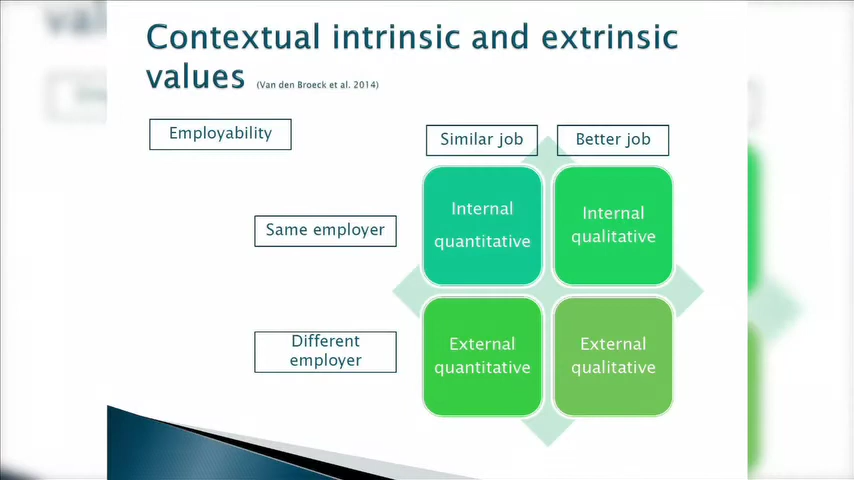 Contextual intrinsic and extrinsic
values (Van den Broeck et al. 2014)
Employability
Similar job
Better job
Same employer
Internal
quantitative
Internal
qualitative
Different
employer
External
quantitative
External
qualitative